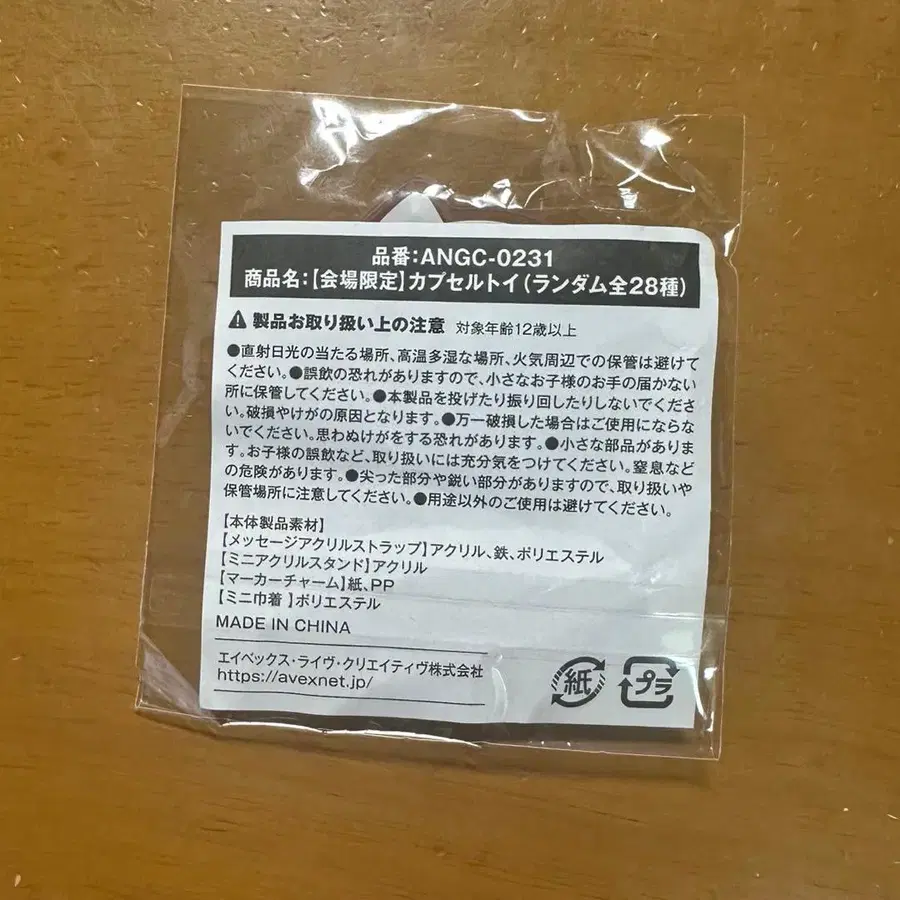 品番:ANGC-0231
商品名:【会場限定】カプセルトイ(ランダム全28種)
製品お取り扱い上の注意 対象年齢12歳以上
●直射日光の当たる場所、高温多湿な場所、火気周辺での保管は避けて
ください。●誤飲の恐れがありますので、小さなお子様のお手の届かない
所に保管してください。●本製品を投げたり振り回したりしないでくださ
い。破損やけがの原因となります。●万一破損した場合はご使用にならな
いでください。思わぬけがをする恐れがあります。●小さな部品がありま
す。お子様の誤飲など、取り扱いには充分気をつけてください。窒息など
の危険があります。●尖った部分や鋭い部分がありますので、取り扱いや
保管場所に注意してください。●用途以外のご使用は避けてください。
【本体製品素材】
【メッセージアクリルストラップ】アクリル、鉄、ポリエステル
【ミニアクリルスタンド】アクリル
【マーカーチャーム】紙、PP
【ミニ巾着 】ポリエステル
MADE IN CHINA
エイベックス・ライヴ・クリエイティヴ株式会社
https://avexnet.jp/
紙 プラ